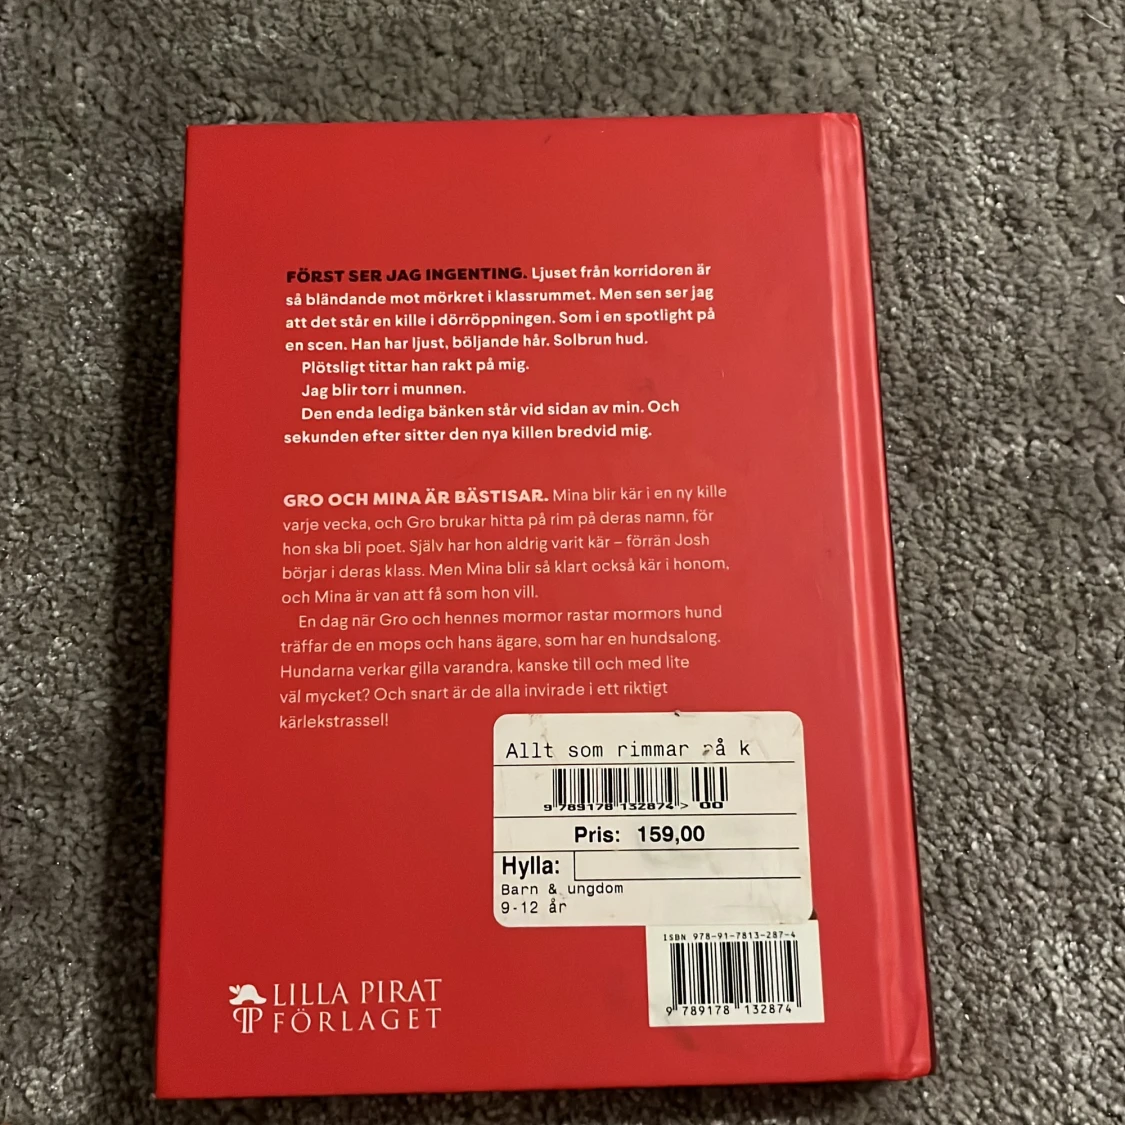 FÖRST SER JAG INGENTING. Ljuset från korridoren är
så bländande mot mörkret i klassrummet. Men sen ser jag
att det står en kille i dörröppningen. Som i en spotlight på
en scen. Han har ljust, böljande hår. Solbrun hud.
Plötsligt tittar han rakt på mig.
Jag blir torr i munnen.
Den enda lediga bänken står vid sidan av min. Och
sekunden efter sitter den nya killen bredvid mig.
GRO OCH MINA ÄR BÄSTISAR. Mina blir kär i en ny kille
varje vecka, och Gro brukar hitta på rim på deras namn, för
hon ska bli poet. Själv har hon aldrig varit kär – förrän Josh
börjar i deras klass. Men Mina blir så klart också kär i honom,
och Mina är van att få som hon vill.
En dag när Gro och hennes mormor rastar mormors hund
träffar de en mops och hans ägare, som har en hundsalong.
Hundarna verkar gilla varandra, kanske till och med lite
väl mycket? Och snart är de alla invirade i ett riktigt
kärlekstrassel!
Allt som rimmar på k
9 789178 132874 > 00
Pris: 159,00
Hylla:
Barn & ungdom
9-12 år
ISBN 978-91-7813-287-4
9 789178 132874
LILLA PIRAT
FÖRLAGET